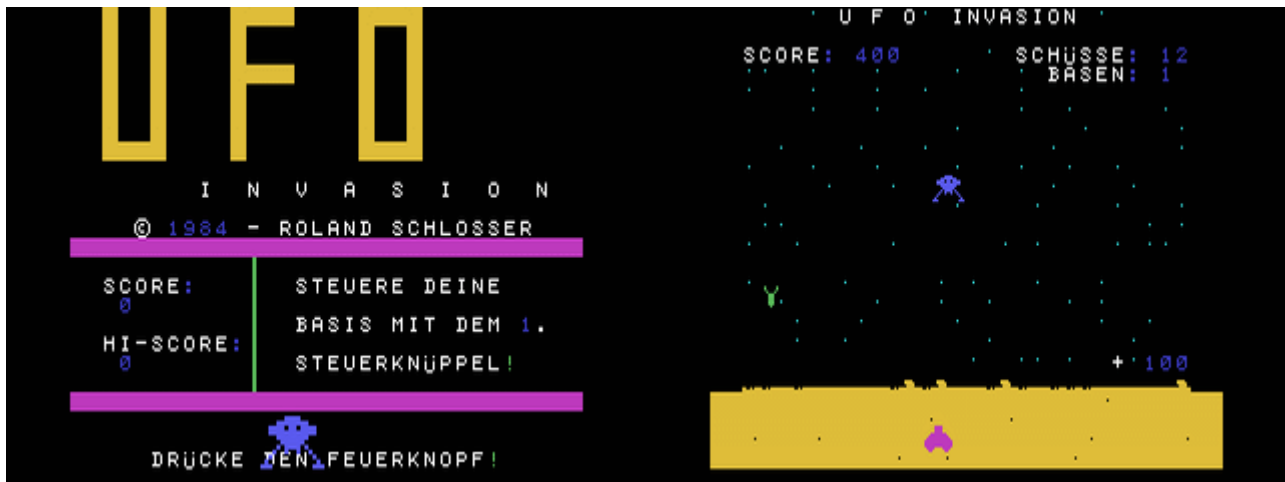 UFO
I N V A S I O N
© 1984 - ROLAND SCHLOSSER
SCORE:
0
HI-SCORE:
0
STEUERE DEINE
BASIS MIT DEM 1.
STEUERKNÜPPEL!
DRÜCKE DEN FEUERKNOPF!
U F O INVASION
SCORE: 400
SCHÜSSE: 12
BASEN: 1
+ 100